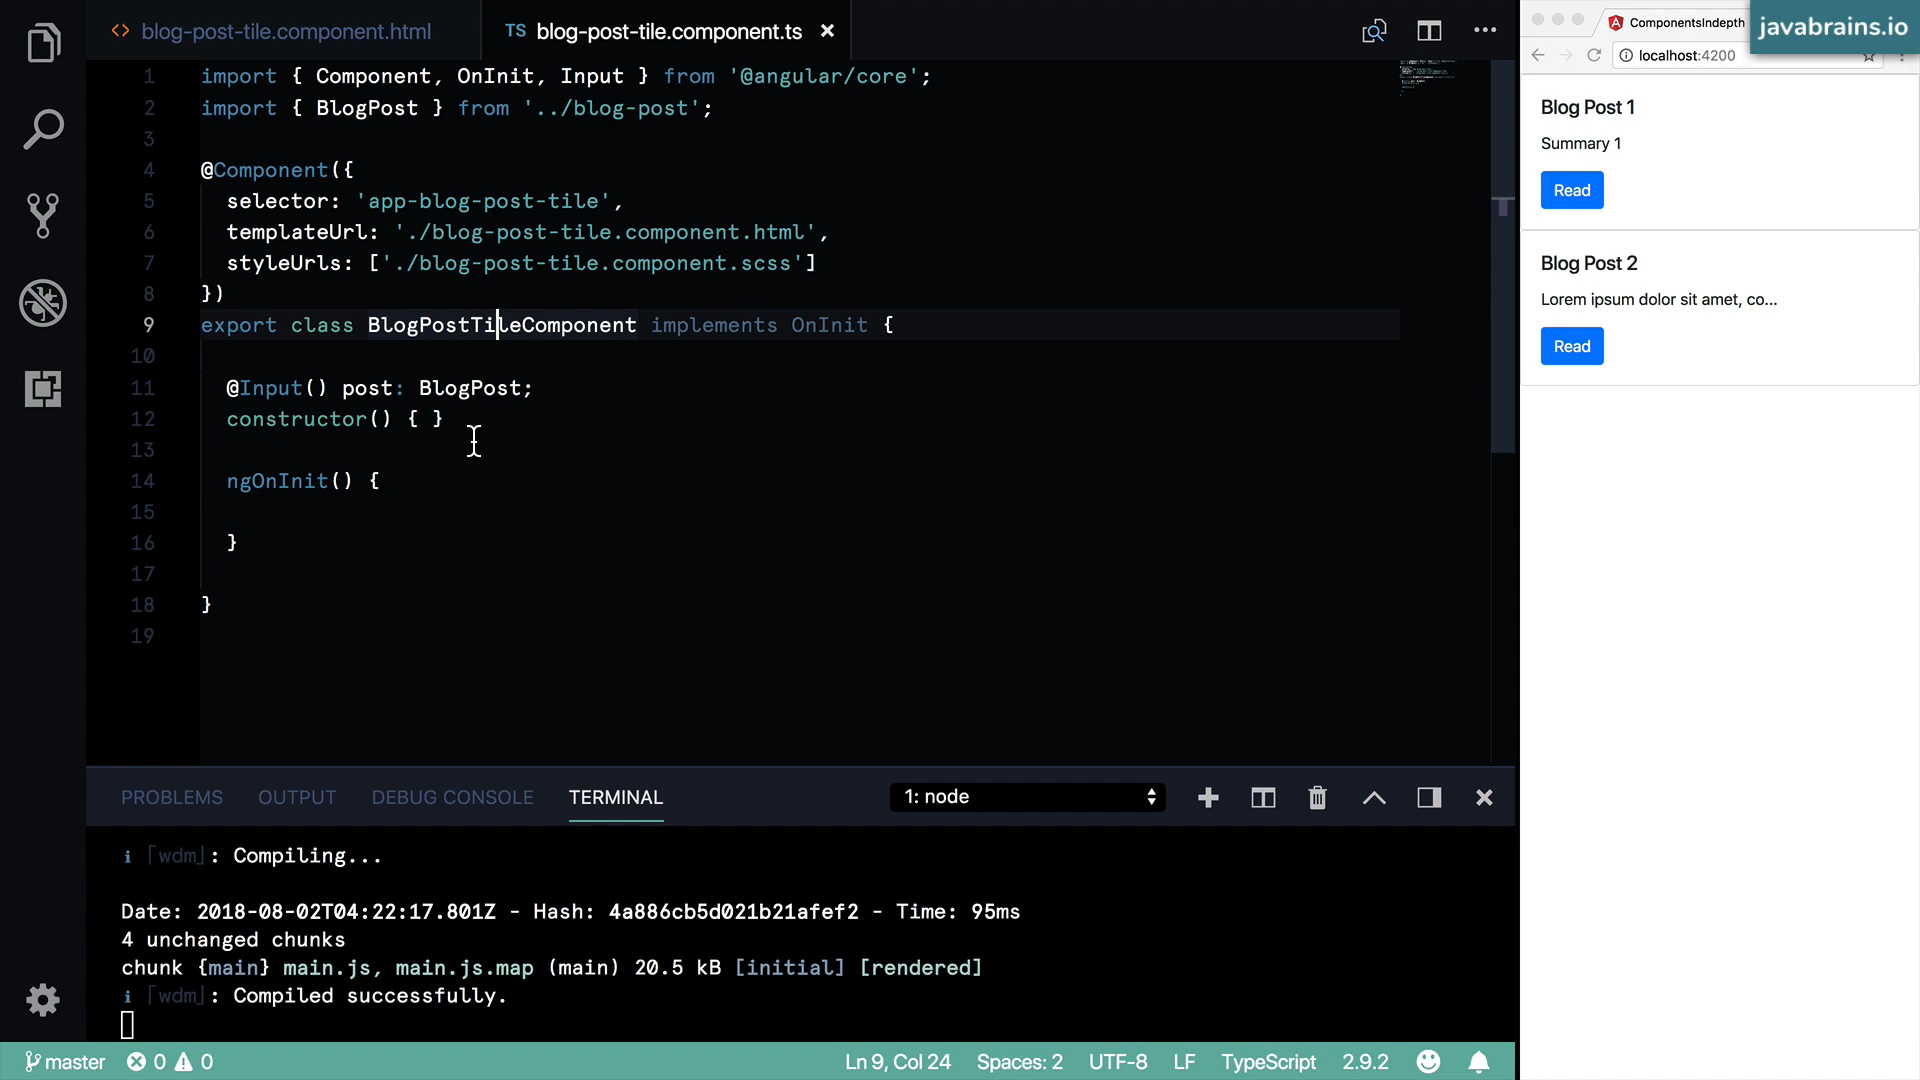 <> blog-post-tile.component.html
TS blog-post-tile.component.ts ×
1 import { Component, OnInit, Input } from '@angular/core';
2 import { BlogPost } from '../blog-post';
3
4 @Component({
5 selector: 'app-blog-post-tile',
6 templateUrl: './blog-post-tile.component.html',
7 styleUrls: ['./blog-post-tile.component.scss']
8 })
9 export class BlogPostTileComponent implements OnInit {
10
11 @Input() post: BlogPost;
12 constructor() { }
13
14 ngOnInit() {
15
16 }
17
18 }
19
PROBLEMS OUTPUT DEBUG CONSOLE TERMINAL 1: node
i ｢wdm｣: Compiling...
Date: 2018-08-02T04:22:17.801Z - Hash: 4a886cb5d021b21afef2 - Time: 95ms
4 unchanged chunks
chunk {main} main.js, main.js.map (main) 20.5 kB [initial] [rendered]
i ｢wdm｣: Compiled successfully.
master 0 0 Ln 9, Col 24 Spaces: 2 UTF-8 LF TypeScript 2.9.2
ComponentsIndepth
javabrains.io
localhost:4200
Blog Post 1
Summary 1
Read
Blog Post 2
Lorem ipsum dolor sit amet, co...
Read